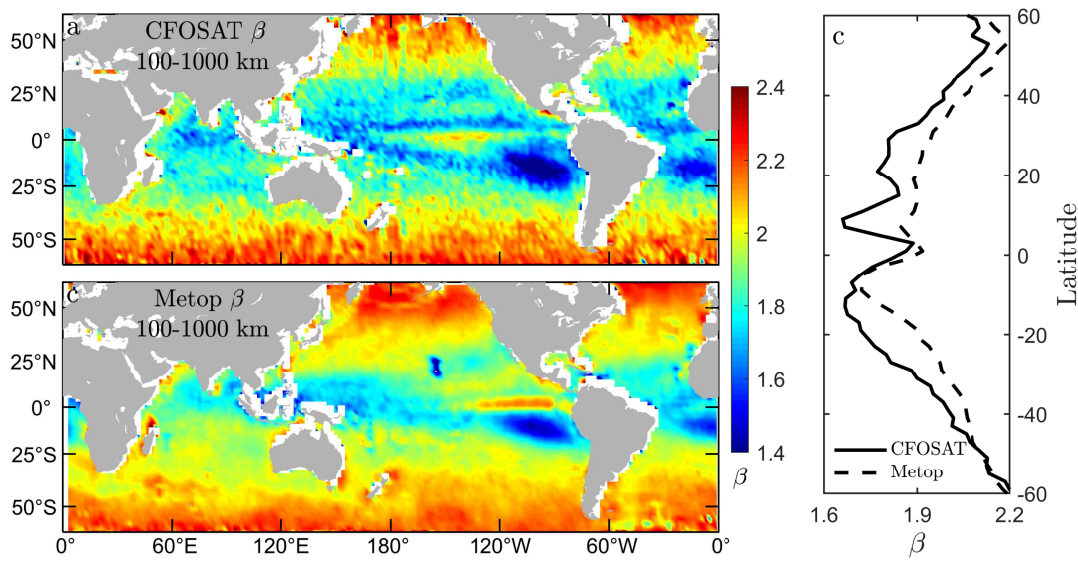 a
CFOSAT β
100-1000 km
50°N
25°N
0°
25°S
50°S
c
Metop β
100-1000 km
50°N
25°N
0°
25°S
50°S
0° 60°E 120°E 180° 120°W 60°W 0°
2.4
2.2
2
1.8
1.6
1.4
β
c
60
40
20
0
-20
-40
-60
Latitude
CFOSAT
Metop
1.6 1.9 2.2
β